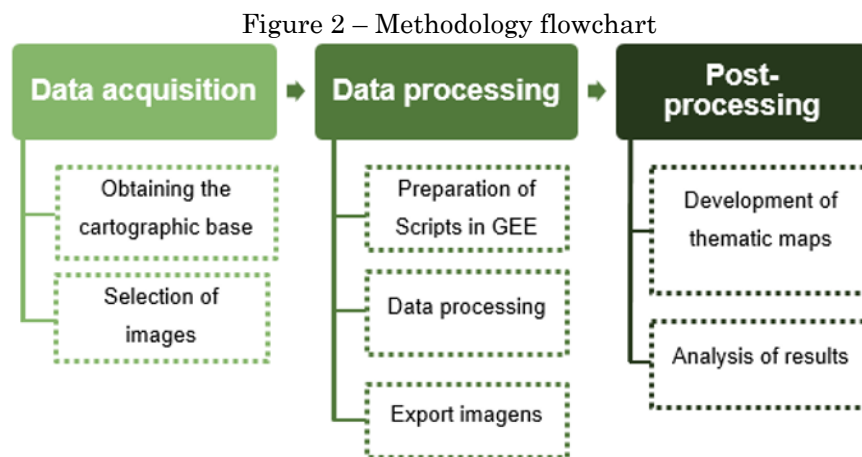 Figure 2 – Methodology flowchart
Data acquisition
Obtaining the
cartographic base
Selection of
images
Data processing
Preparation of
Scripts in GEE
Data processing
Export imagens
Post-
processing
Development of
thematic maps
Analysis of results